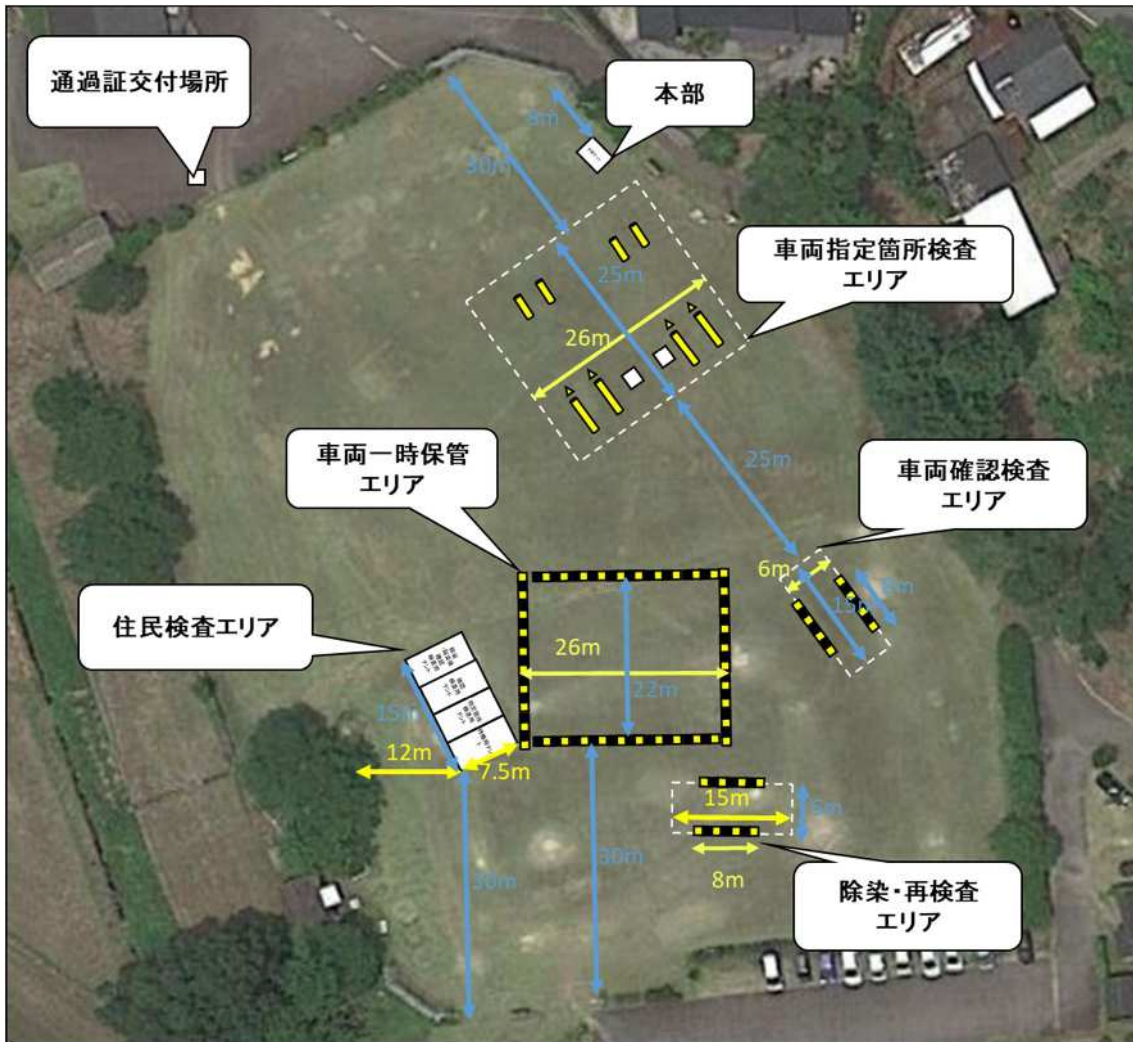 通過証交付場所
本部
8m
30m
車両指定箇所検査
エリア
25m
26m
25m
車両一時保管
エリア
車両確認検査
エリア
6m
15m
住民検査エリア
26m
22m
15m
12m
7.5m
15m
5m
30m
30m
8m
除染・再検査
エリア